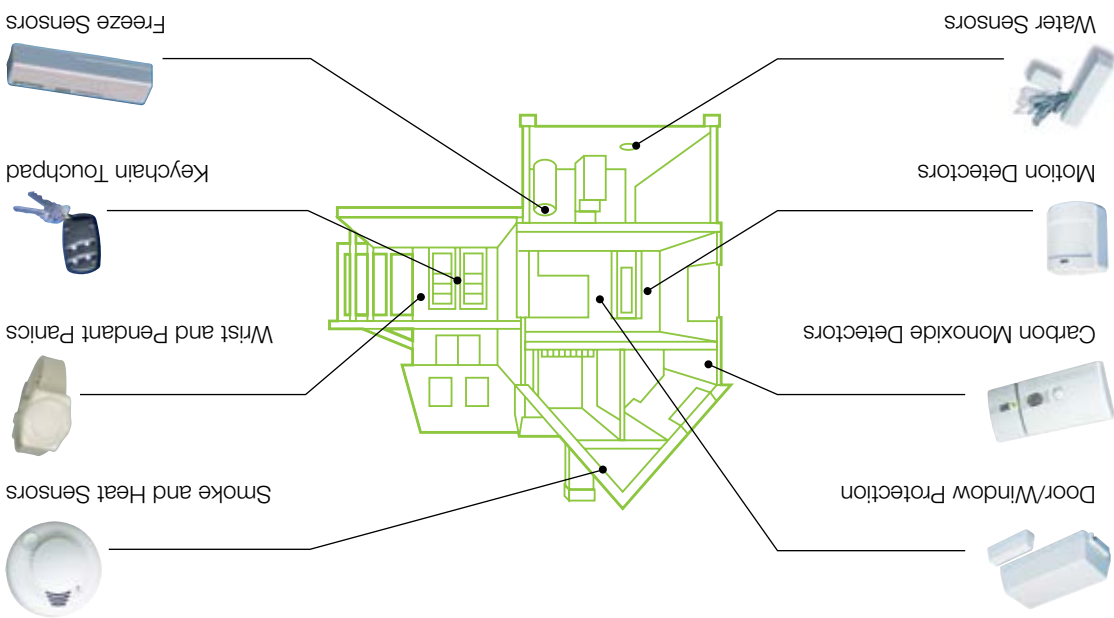 Door/Window Protection
Smoke and Heat Sensors
Carbon Monoxide Detectors
Wrist and Pendant Panics
Motion Detectors
Keychain Touchpad
Water Sensors
Freeze Sensors